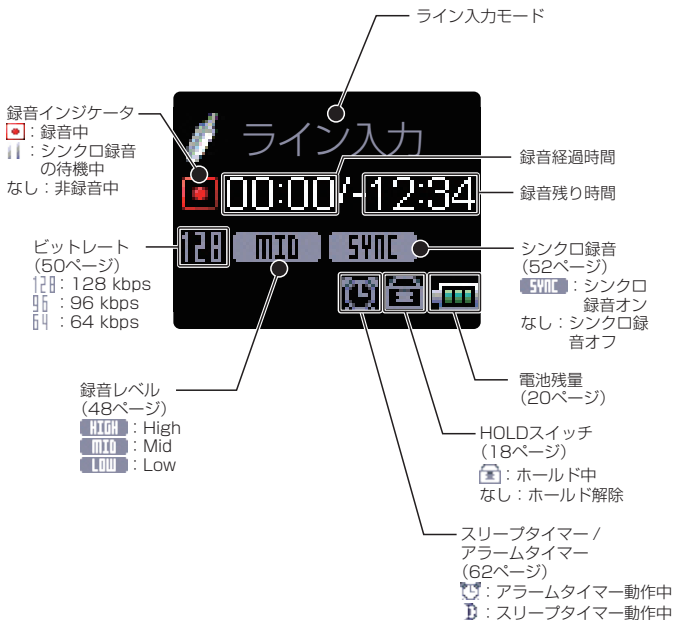 ライン入力モード
録音インジケータ
：録音中
：シンクロ録音
の待機中
なし：非録音中
ライン入力
00:00/-12:34
録音経過時間
録音残り時間
128 MID SYNC
ビットレート
(50ページ)
128：128 kbps
96：96 kbps
64：64 kbps
シンクロ録音
(52ページ)
SYNC：シンクロ
録音オン
なし：シンクロ録
音オフ
電池残量
(20ページ)
録音レベル
(48ページ)
HIGH：High
MID：Mid
LOW：Low
HOLDスイッチ
(18ページ)
：ホールド中
なし：ホールド解除
スリープタイマー /
アラームタイマー
(62ページ)
：アラームタイマー動作中
：スリープタイマー動作中